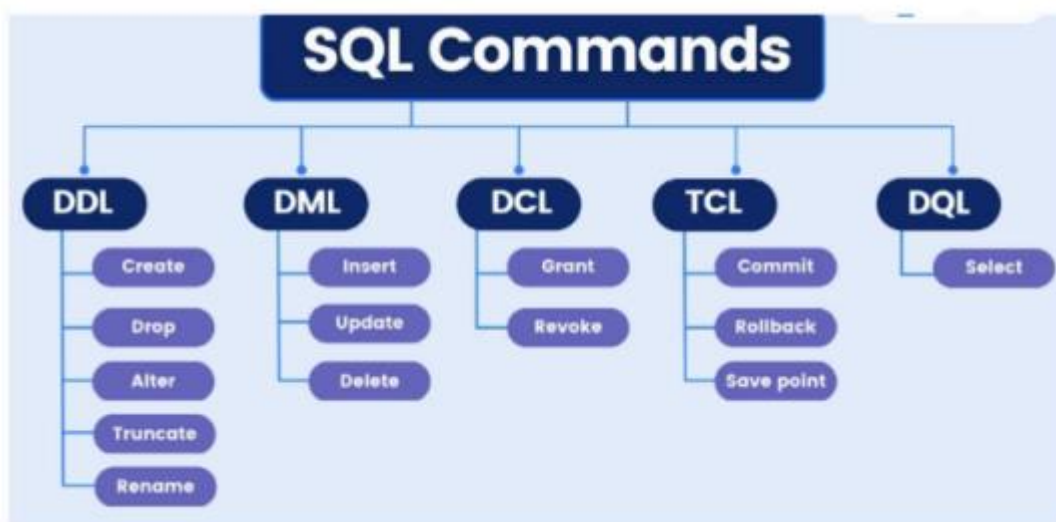 SQL Commands
DDL
Create
Drop
Alter
Truncate
Rename
DML
Insert
Update
Delete
DCL
Grant
Revoke
TCL
Commit
Rollback
Save point
DQL
Select